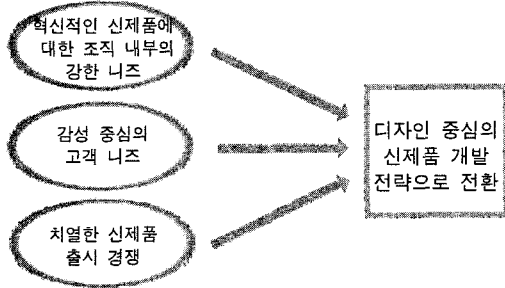 혁신적인 신제품에
대한 조직 내부의
강한 니즈
감성 중심의
고객 니즈
치열한 신제품
출시 경쟁
디자인 중심의
신제품 개발
전략으로 전환